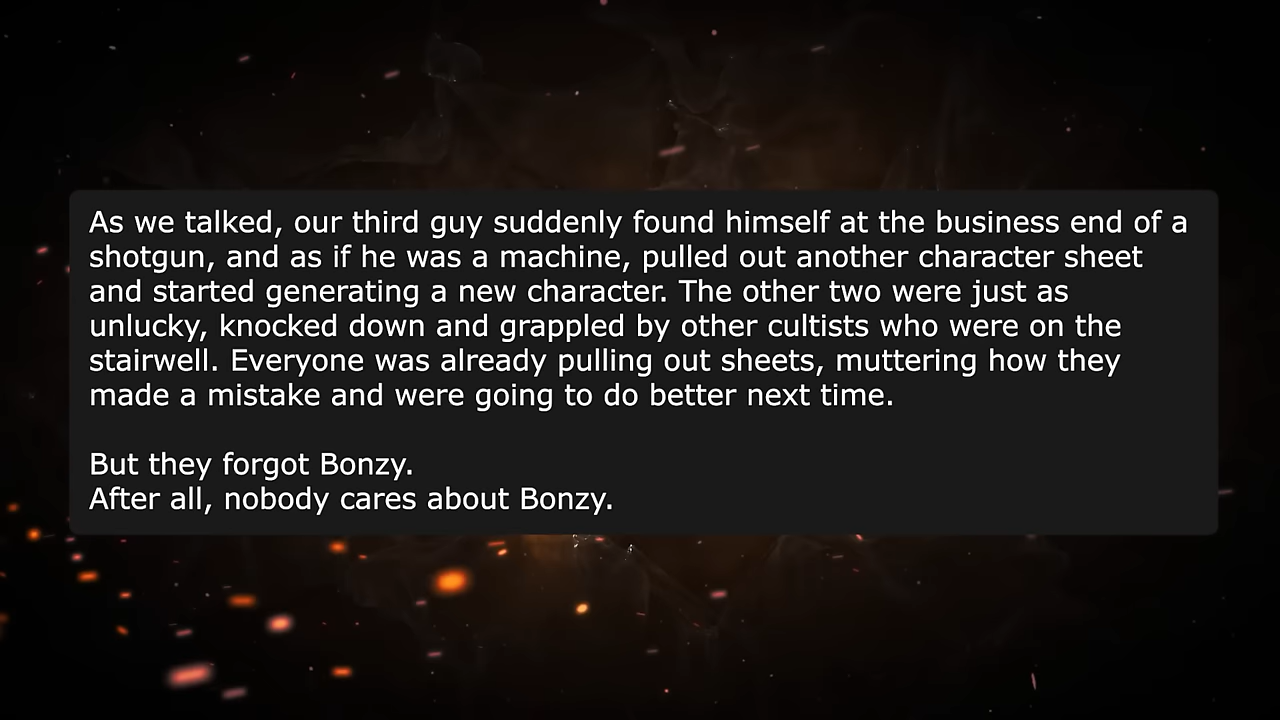 As we talked, our third guy suddenly found himself at the business end of a
shotgun, and as if he was a machine, pulled out another character sheet
and started generating a new character. The other two were just as
unlucky, knocked down and grappled by other cultists who were on the
stairwell. Everyone was already pulling out sheets, muttering how they
made a mistake and were going to do better next time.
But they forgot Bonzy.
After all, nobody cares about Bonzy.